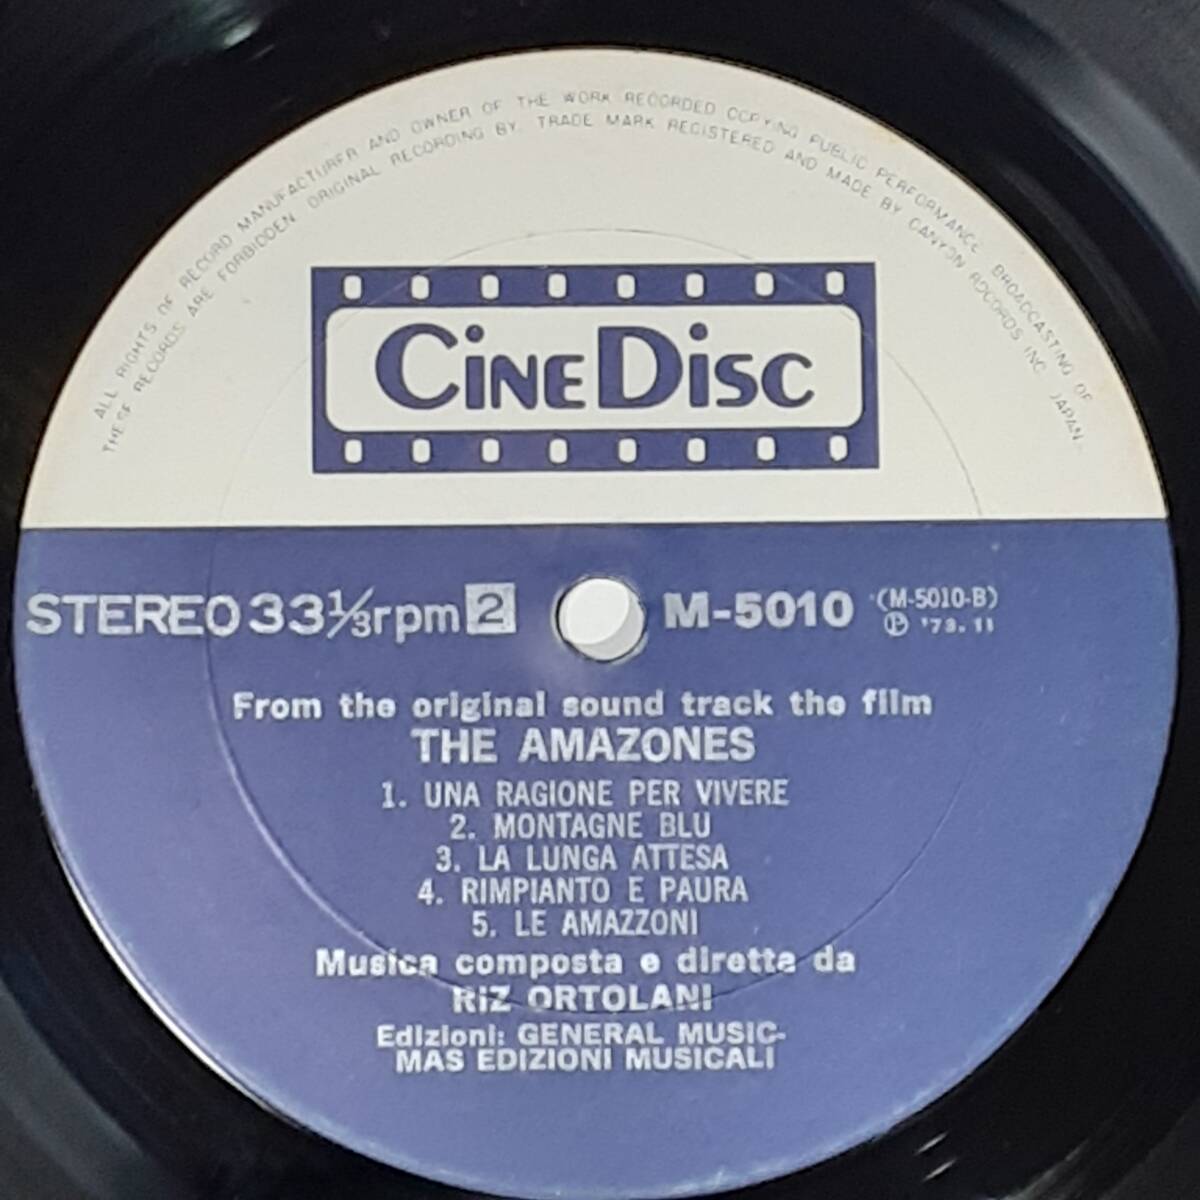 ALL RIGHTS OF RECORD MANUFACTURER AND OWNER OF THE WORK RECORDED COPYING PUBLIC PERFORMANCE BROADCASTING OF
THESE RECORDS ARE FORBIDDEN ORIGINAL RECORDING BY. TRADE MARK REGISTERED AND MADE BY CANYON RECORDS INC. JAPAN.
CINEDISC
STEREO 33⅓rpm 2 M-5010 (M-5010-B)
Ⓟ '73.11
From the original sound track the film
THE AMAZONES
1. UNA RAGIONE PER VIVERE
2. MONTAGNE BLU
3. LA LUNGA ATTESA
4. RIMPIANTO E PAURA
5. LE AMAZZONI
Musica composta e diretta da
RIZ ORTOLANI
Edizioni: GENERAL MUSIC-
MAS EDIZIONI MUSICALI